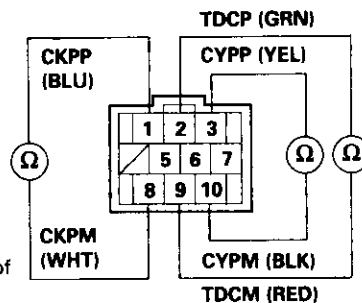 TDCP (GRN)
CKPP
(BLU)
CYPP (YEL)
1 2 3
5 6 7
8 9 10
Ω Ω Ω
CKPM
(WHT)
of
CYPM (BLK)
TDCM (RED)